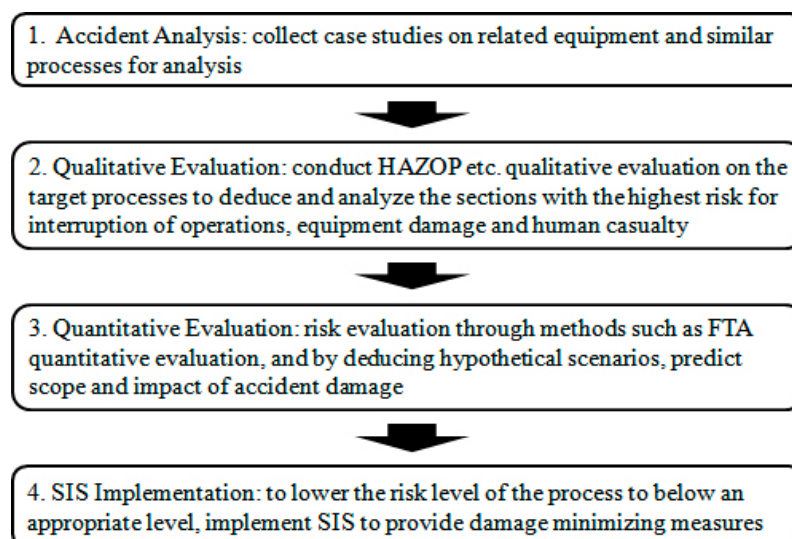 1. Accident Analysis: collect case studies on related equipment and similar
processes for analysis
2. Qualitative Evaluation: conduct HAZOP etc. qualitative evaluation on the
target processes to deduce and analyze the sections with the highest risk for
interruption of operations, equipment damage and human casualty
3. Quantitative Evaluation: risk evaluation through methods such as FTA
quantitative evaluation, and by deducing hypothetical scenarios, predict
scope and impact of accident damage
4. SIS Implementation: to lower the risk level of the process to below an
appropriate level, implement SIS to provide damage minimizing measures